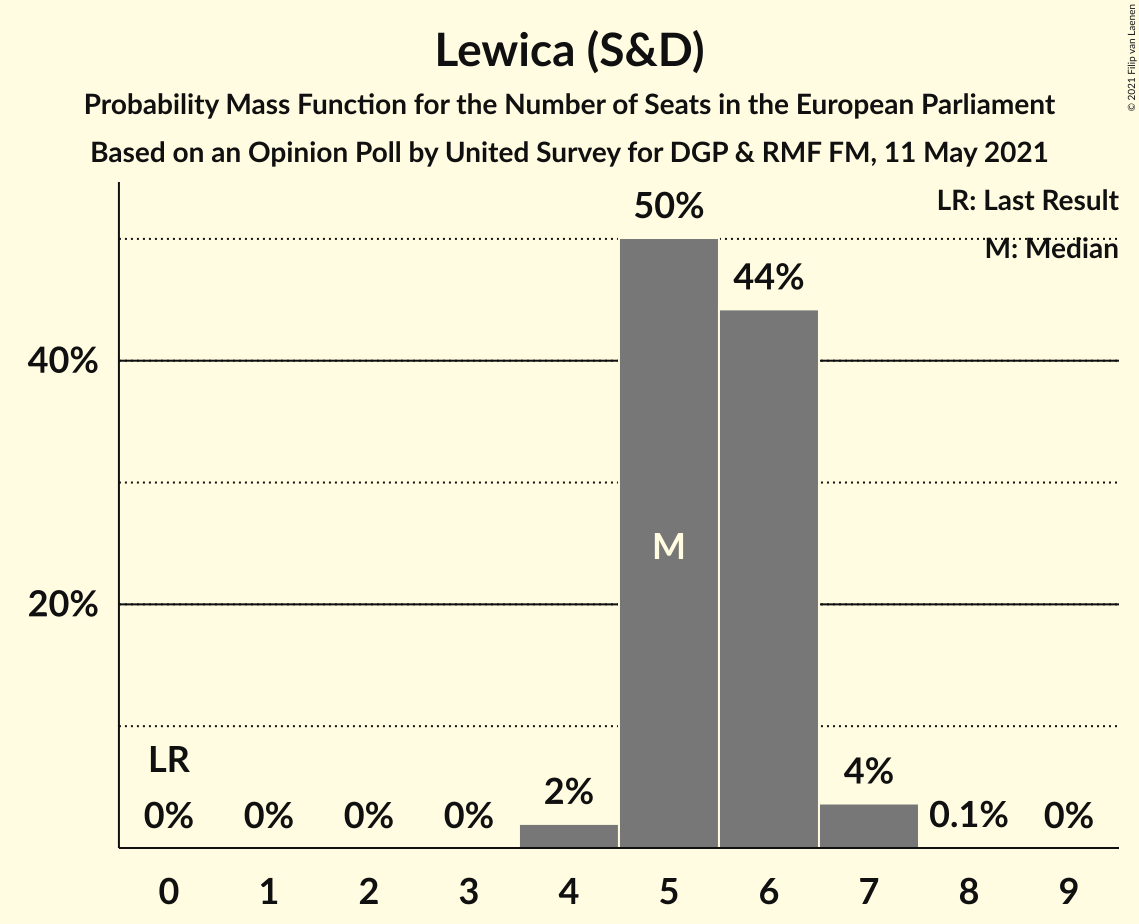 Lewica (S&D)
Probability Mass Function for the Number of Seats in the European Parliament
Based on an Opinion Poll by United Survey for DGP & RMF FM, 11 May 2021
© 2021 Filip van Laenen
LR: Last Result
M: Median
50%
44%
40%
M
20%
LR
0%
0%
0%
0%
2%
4%
0.1%
0%
0
1
2
3
4
5
6
7
8
9